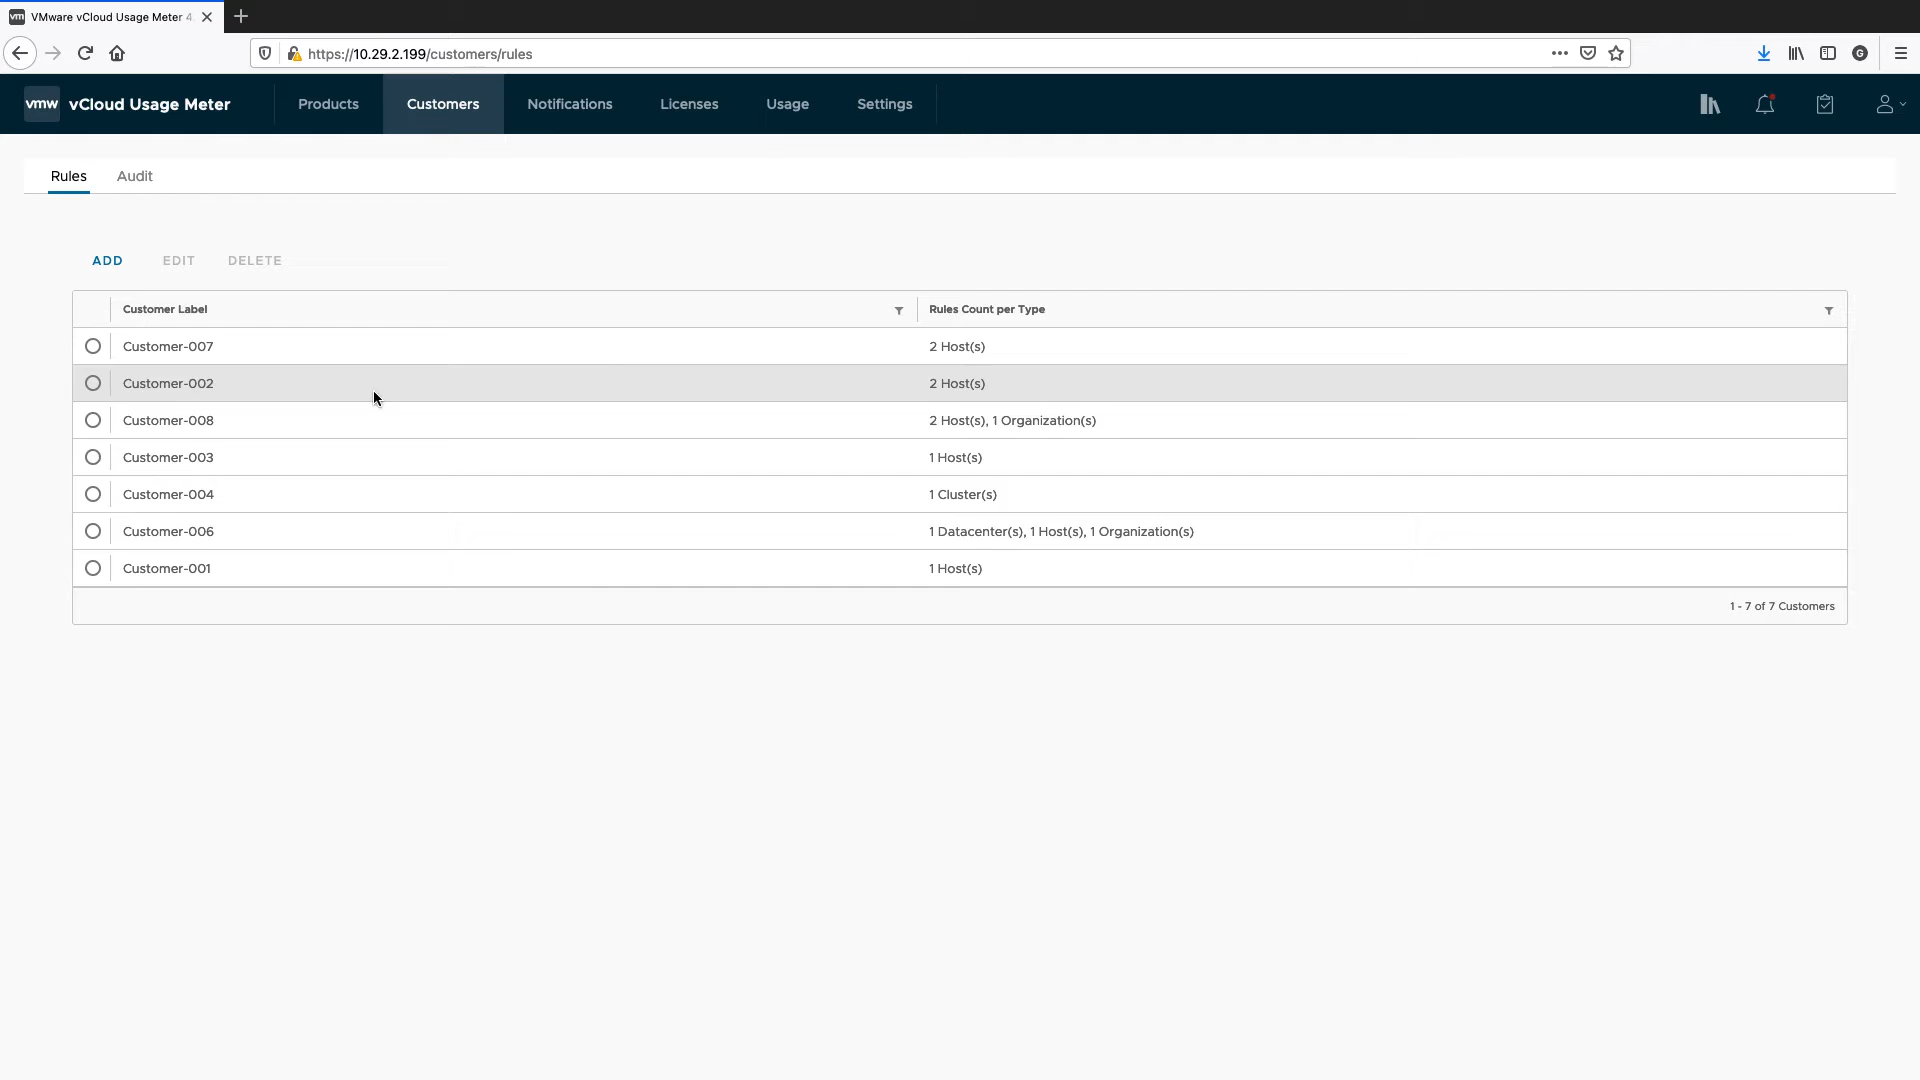 VMware vCloud Usage Meter 4
https://10.29.2.199/customers/rules
vmw vCloud Usage Meter Products Customers Notifications Licenses Usage Settings
Rules Audit
ADD EDIT DELETE
Customer Label Rules Count per Type
Customer-007 2 Host(s)
Customer-002 2 Host(s)
Customer-008 2 Host(s), 1 Organization(s)
Customer-003 1 Host(s)
Customer-004 1 Cluster(s)
Customer-006 1 Datacenter(s), 1 Host(s), 1 Organization(s)
Customer-001 1 Host(s)
1 - 7 of 7 Customers